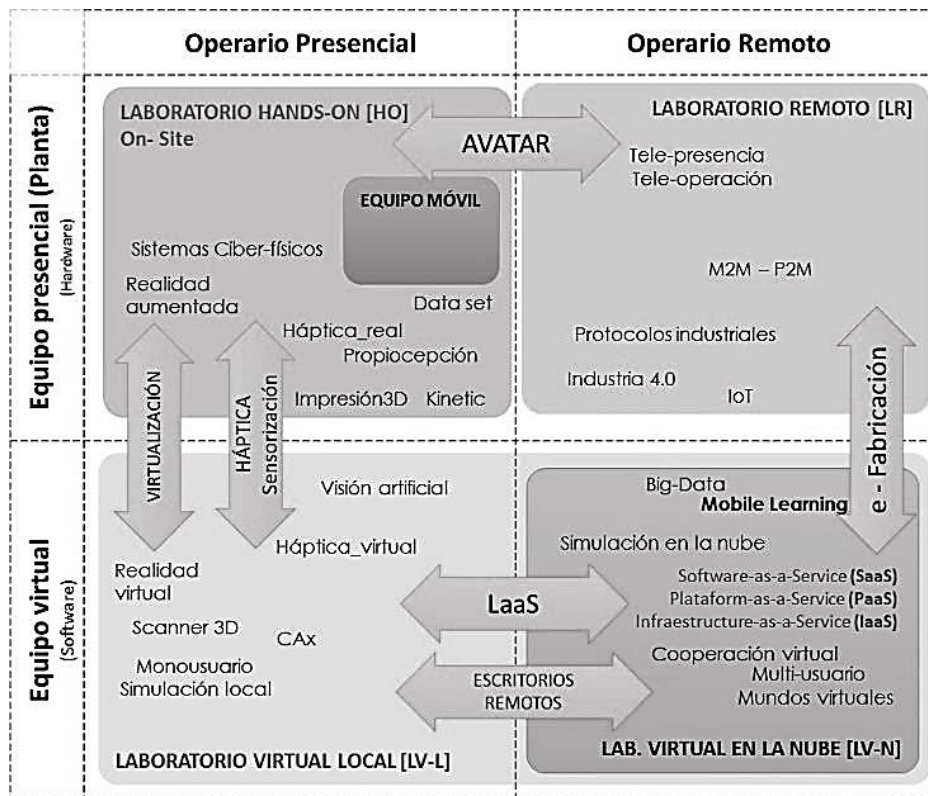 Operario Presencial
Operario Remoto
Equipo presencial (Planta)
(Hardware)
LABORATORIO HANDS-ON [HO]
On- Site
AVATAR
EQUIPO MÓVIL
Sistemas Ciber-físicos
Realidad
aumentada
Data set
Háptica_real
Propiocepción
Impresión3D Kinetic
LABORATORIO REMOTO [LR]
Tele-presencia
Tele-operación
M2M – P2M
Protocolos industriales
Industria 4.0
IoT
VIRTUALIZACIÓN
HÁPTICA
Sensorización
e - Fabricación
Equipo virtual
(Software)
Visión artificial
Háptica_virtual
Realidad
virtual
Scanner 3D
CAx
Monousuario
Simulación local
LABORATORIO VIRTUAL LOCAL [LV-L]
LaaS
ESCRITORIOS
REMOTOS
Big-Data
Mobile Learning
Simulación en la nube
Software-as-a-Service (SaaS)
Plataform-as-a-Service (PaaS)
Infraestructure-as-a-Service (IaaS)
Cooperación virtual
Multi-usuario
Mundos virtuales
LAB. VIRTUAL EN LA NUBE [LV-N]